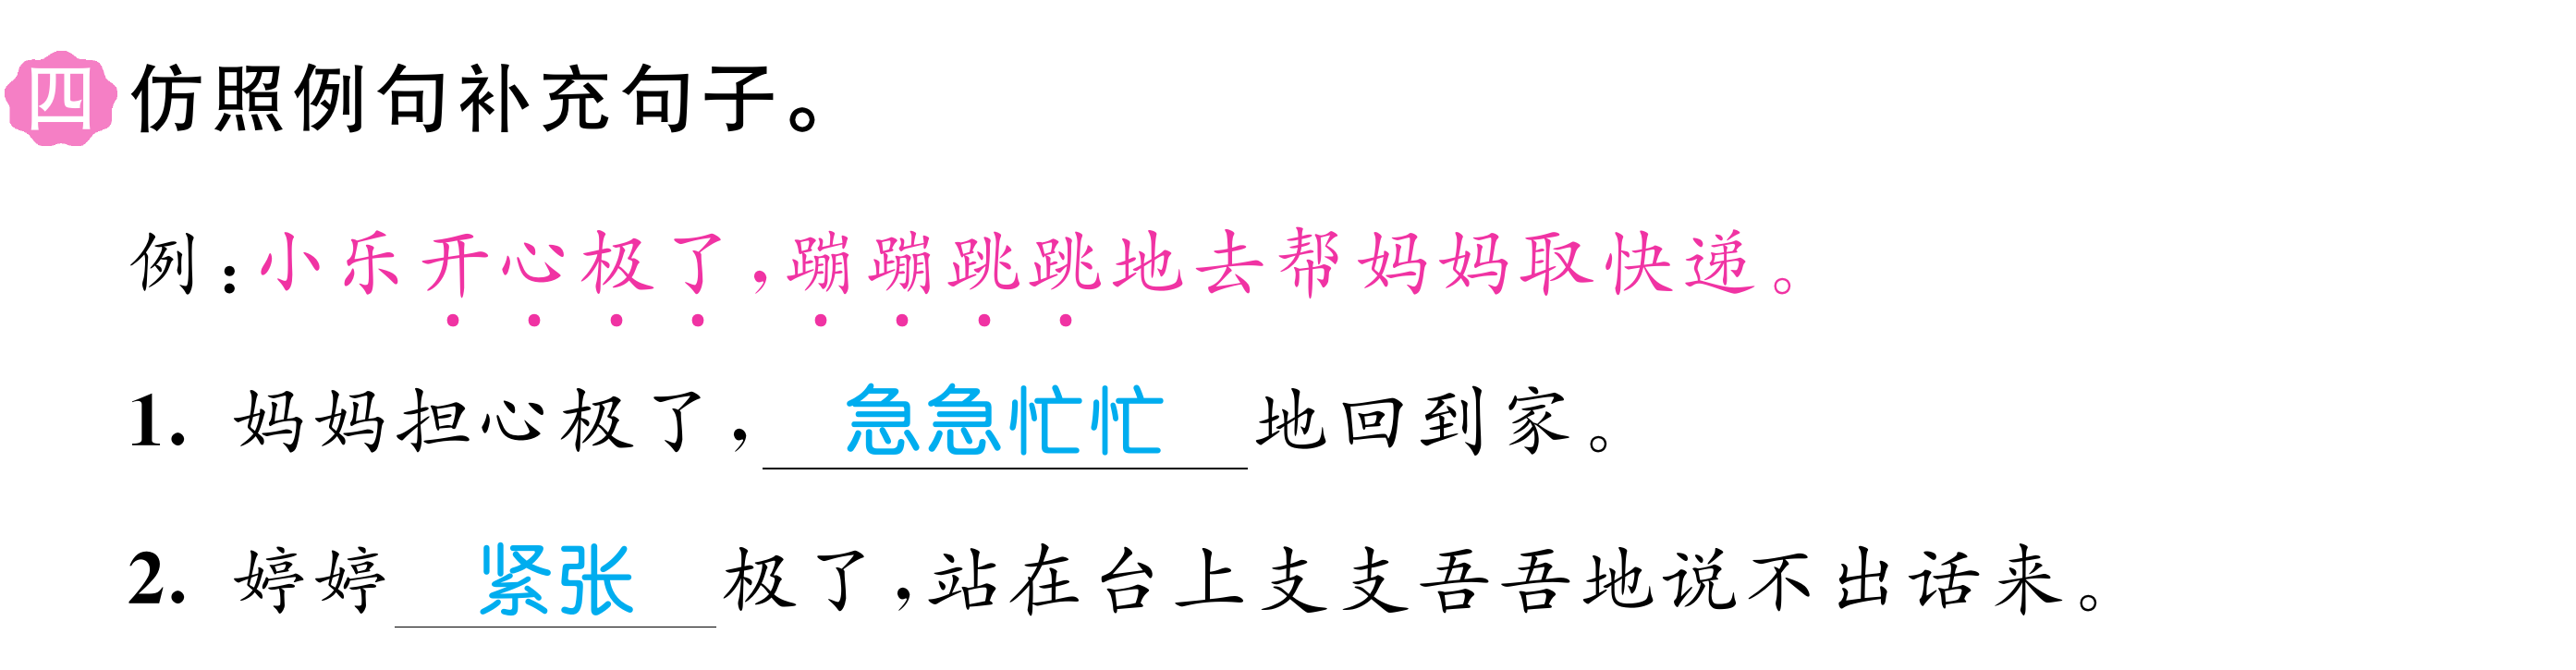 四 仿照例句补充句子。
例:小乐开心极了,蹦蹦跳跳地去帮妈妈取快递。
1. 妈妈担心极了,急急忙忙地回到家。
2. 婷婷紧张极了,站在台上支支吾吾地说不出话来。